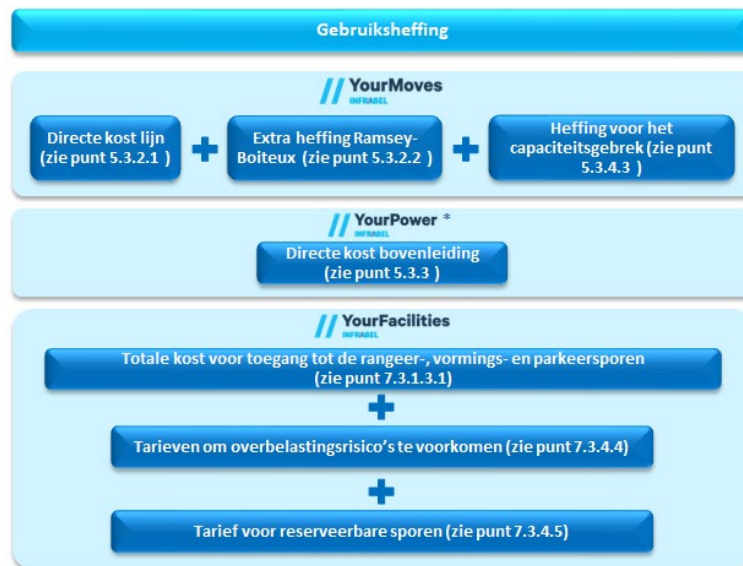 Gebruiksheffing
YourMoves
INFRABEL
Directe kost lijn
(zie punt 5.3.2.1 )
Extra heffing Ramsey-
Boiteux (zie punt 5.3.2.2 )
Heffing voor het
capaciteitsgebrek (zie punt
5.3.4.3 )
YourPower *
INFRABEL
Directe kost bovenleiding
(zie punt 5.3.3 )
YourFacilities
INFRABEL
Totale kost voor toegang tot de rangeer-, vormings- en parkeersporen
(zie punt 7.3.1.3.1)
Tarieven om overbelastingsrisico's te voorkomen (zie punt 7.3.4.4)
Tarief voor reserveerbare sporen (zie punt 7.3.4.5)